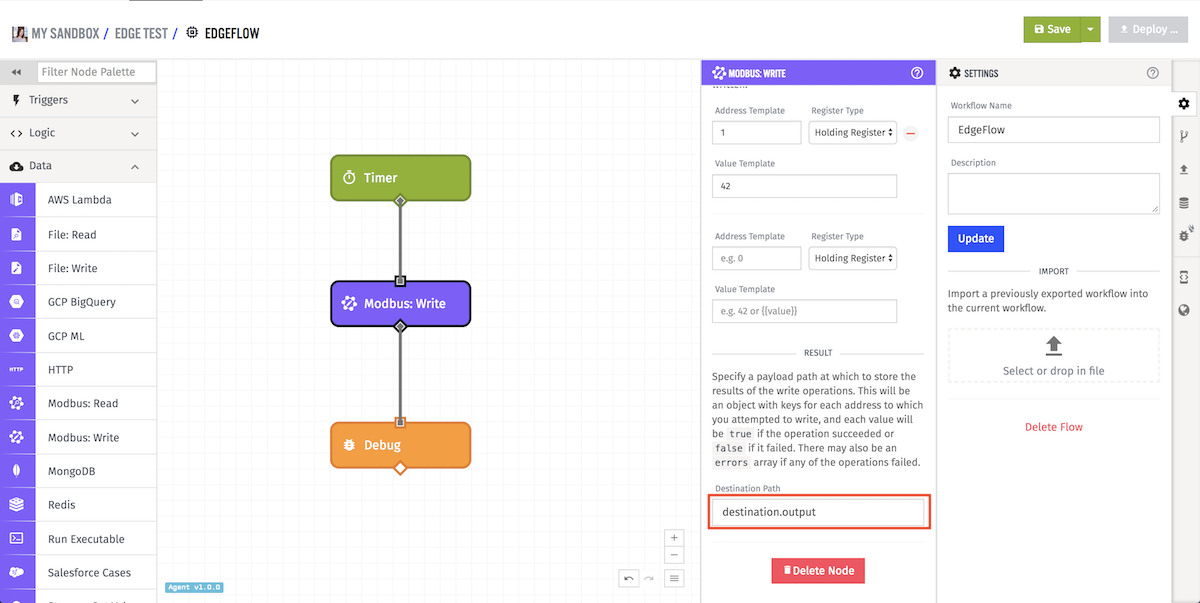 MY SANDBOX / EDGE TEST / EDGEFLOW
Save
Deploy ...
Filter Node Palette
Triggers
Logic
Data
AWS Lambda
File: Read
File: Write
GCP BigQuery
GCP ML
HTTP
HTTP
Modbus: Read
Modbus: Write
MongoDB
Redis
Run Executable
Salesforce Cases
Timer
Modbus: Write
Debug
Agent v1.0.0
MODBUS: WRITE
Address Template
Register Type
1
Holding Register
Value Template
42
Address Template
Register Type
e.g. 0
Holding Register
Value Template
e.g. 42 or {{value}}
RESULT
Specify a payload path at which to store the
results of the write operations. This will be
an object with keys for each address to which
you attempted to write, and each value will
be true if the operation succeeded or
false if it failed. There may also be an
errors array if any of the operations failed.
Destination Path
destination.output
Delete Node
SETTINGS
Workflow Name
EdgeFlow
Description
Update
IMPORT
Import a previously exported workflow into
the current workflow.
Select or drop in file
Delete Flow